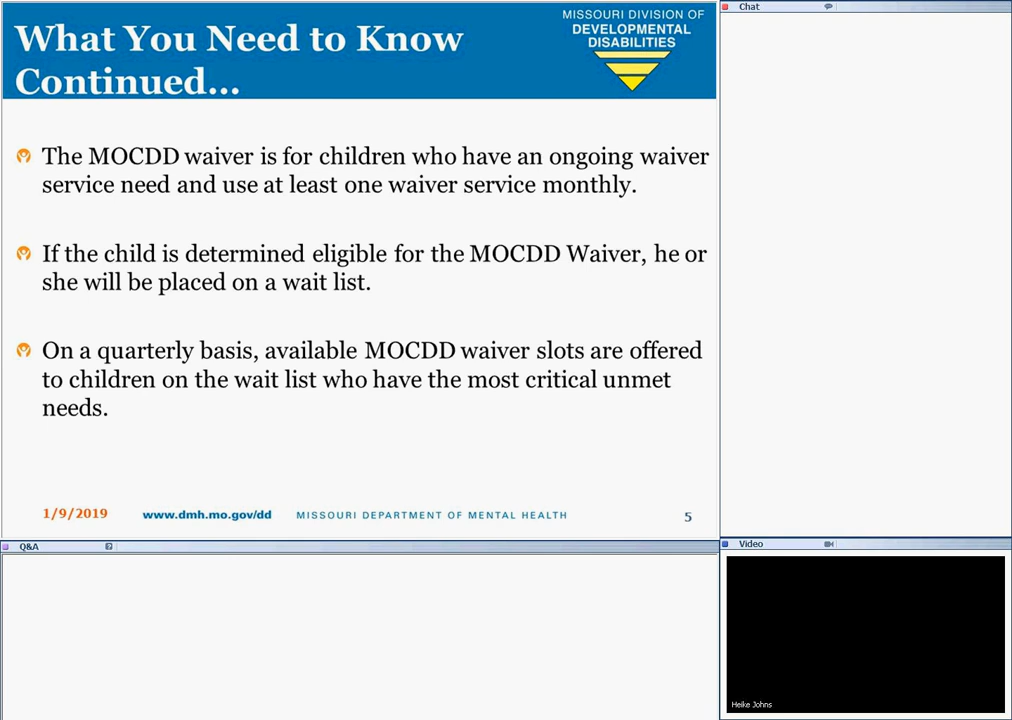 What You Need to Know
Continued...
MISSOURI DIVISION OF
DEVELOPMENTAL
DISABILITIES
The MOCDD waiver is for children who have an ongoing waiver
service need and use at least one waiver service monthly.
If the child is determined eligible for the MOCDD Waiver, he or
she will be placed on a wait list.
On a quarterly basis, available MOCDD waiver slots are offered
to children on the wait list who have the most critical unmet
needs.
1/9/2019 www.dmh.mo.gov/dd MISSOURI DEPARTMENT OF MENTAL HEALTH 5
Chat
Q&A
Video
Heike Johns